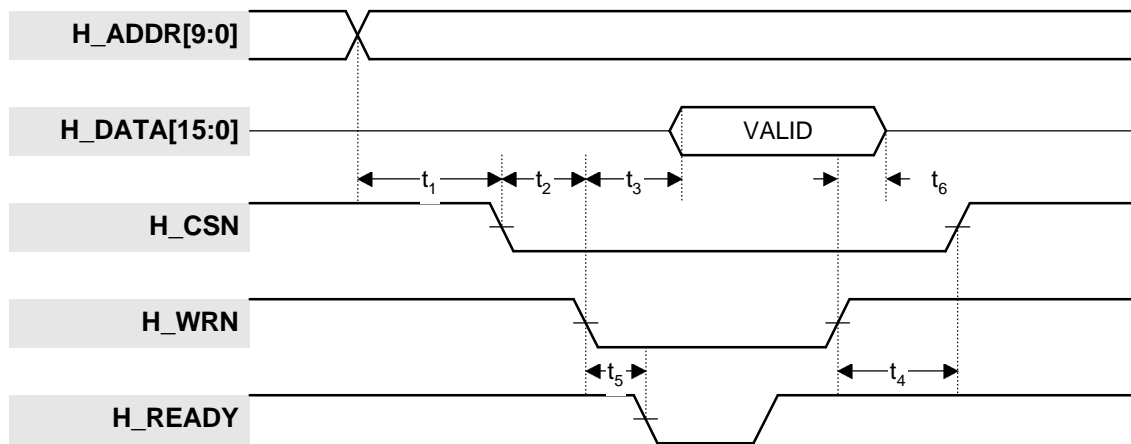 H_ADDR[9:0]
H_DATA[15:0] VALID
t1 t2 t3 t6
H_CSN
H_WRN
t5 t4
H_READY